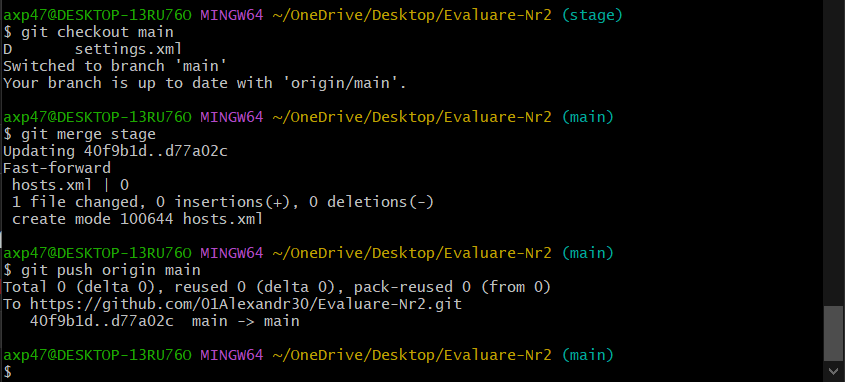 axp47@DESKTOP-13RU76O MINGW64 ~/OneDrive/Desktop/Evaluare-Nr2 (stage)
$ git checkout main
D       settings.xml
Switched to branch 'main'
Your branch is up to date with 'origin/main'.
axp47@DESKTOP-13RU76O MINGW64 ~/OneDrive/Desktop/Evaluare-Nr2 (main)
$ git merge stage
Updating 40f9b1d..d77a02c
Fast-forward
 hosts.xml | 0
 1 file changed, 0 insertions(+), 0 deletions(-)
 create mode 100644 hosts.xml
axp47@DESKTOP-13RU76O MINGW64 ~/OneDrive/Desktop/Evaluare-Nr2 (main)
$ git push origin main
Total 0 (delta 0), reused 0 (delta 0), pack-reused 0 (from 0)
To https://github.com/01Alexandr30/Evaluare-Nr2.git
   40f9b1d..d77a02c  main -> main
axp47@DESKTOP-13RU76O MINGW64 ~/OneDrive/Desktop/Evaluare-Nr2 (main)
$